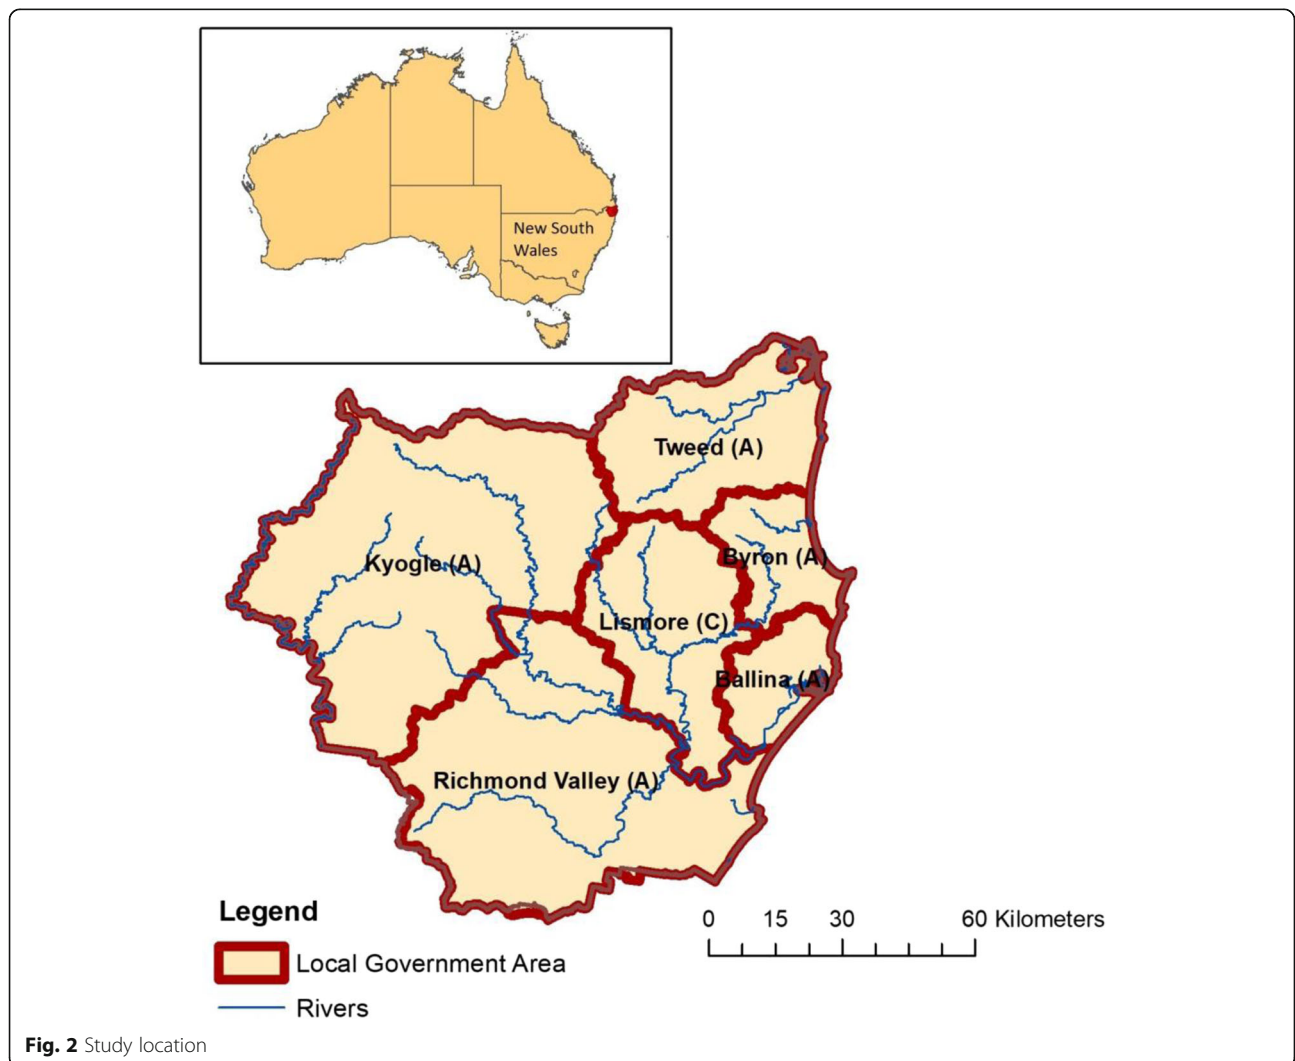 New South
Wales
Tweed (A)
Byron (A)
Kyogle (A)
Lismore (C)
Ballina (A)
Richmond Valley (A)
Legend
Local Government Area
Rivers
0 15 30 60 Kilometers
Fig. 2 Study location